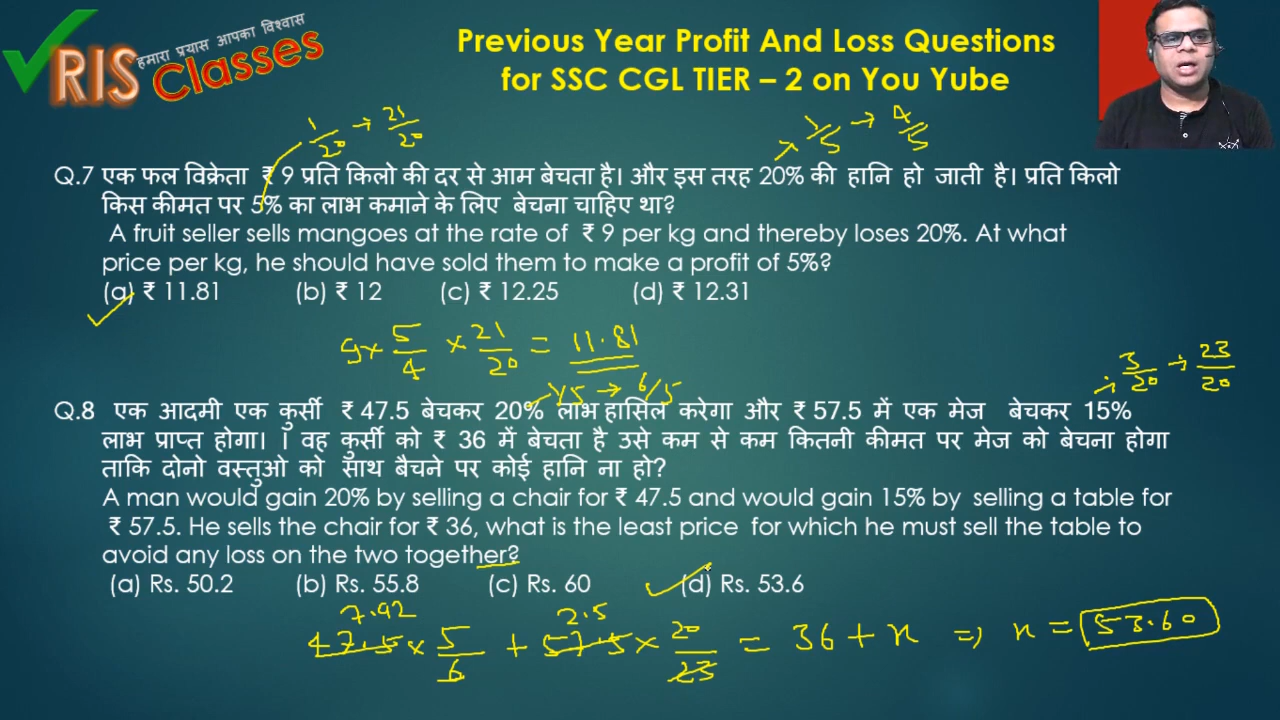 RIS Classes
हमारा प्रयास आपका विश्वास
Previous Year Profit And Loss Questions
for SSC CGL TIER – 2 on You Yube
1/20 → 21/20
1/5 → 4/5
Q.7 एक फल विक्रेता ₹ 9 प्रति किलो की दर से आम बेचता है। और इस तरह 20% की हानि हो जाती है। प्रति किलो
किस कीमत पर 5% का लाभ कमाने के लिए बेचना चाहिए था?
A fruit seller sells mangoes at the rate of ₹ 9 per kg and thereby loses 20%. At what
price per kg, he should have sold them to make a profit of 5%?
(a) ₹ 11.81 (b) ₹ 12 (c) ₹ 12.25 (d) ₹ 12.31
9 × 5/4 × 21/20 = 11.81
1/5 → 6/5
3/20 → 23/20
Q.8 एक आदमी एक कुर्सी ₹ 47.5 बेचकर 20% लाभ हासिल करेगा और ₹ 57.5 में एक मेज बेचकर 15%
लाभ प्राप्त होगा। । वह कुर्सी को ₹ 36 में बेचता है उसे कम से कम कितनी कीमत पर मेज को बेचना होगा
ताकि दोनो वस्तुओ को साथ बैचने पर कोई हानि ना हो?
A man would gain 20% by selling a chair for ₹ 47.5 and would gain 15% by selling a table for
₹ 57.5. He sells the chair for ₹ 36, what is the least price for which he must sell the table to
avoid any loss on the two together?
(a) Rs. 50.2 (b) Rs. 55.8 (c) Rs. 60 (d) Rs. 53.6
7.92 2.5
47.5 × 5/6 + 57.5 × 20/23 = 36 + x ⇒ x = 53.60